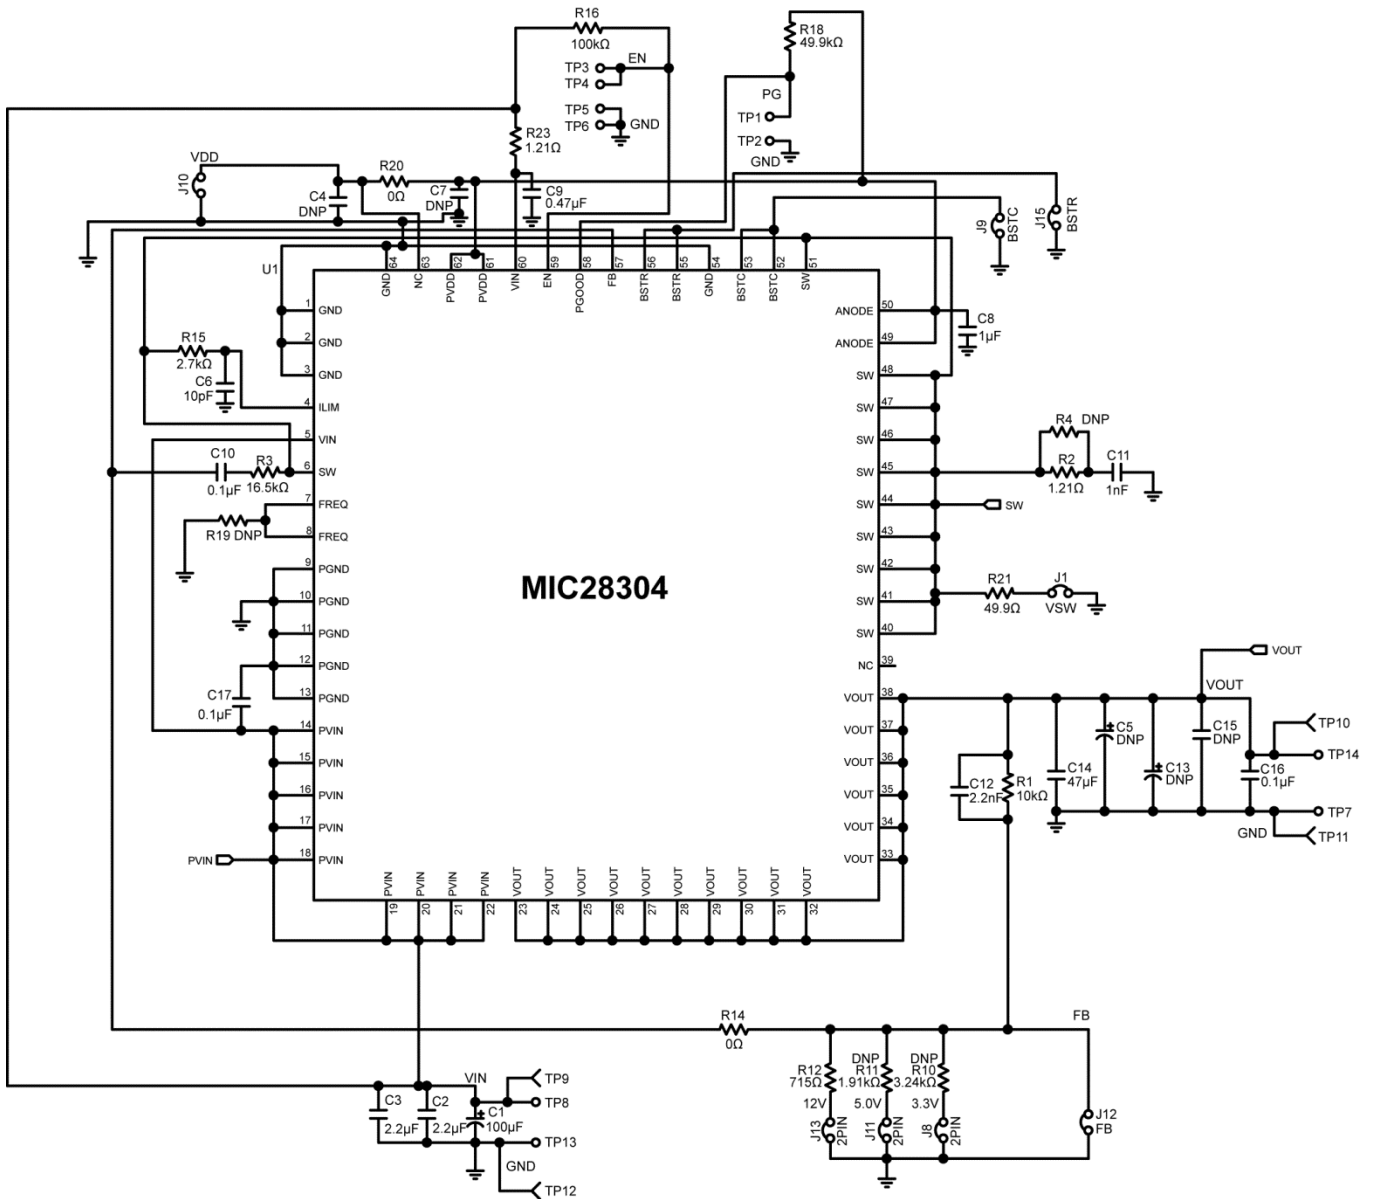 R16
100kΩ
R18
49.9kΩ
TP3
EN
TP4
TP5
TP6
GND
PG
TP1
TP2
GND
R23
1.21Ω
VDD
J10
C4
DNP
R20
0Ω
C7
DNP
C9
0.47µF
J9
BSTC
J15
BSTR
U1
GND 64
NC 63
PVDD 62
PVDD 61
VIN 60
EN 59
PGOOD 58
FB 57
BSTR 56
BSTR 55
GND 54
BSTC 53
BSTC 52
SW 51
1 GND
2 GND
3 GND
4 ILIM
5 VIN
6 SW
7 FREQ
8 FREQ
9 PGND
10 PGND
11 PGND
12 PGND
13 PGND
14 PVIN
15 PVIN
16 PVIN
17 PVIN
18 PVIN
R15
2.7kΩ
C6
10pF
C10
0.1µF
R3
16.5kΩ
R19 DNP
C17
0.1µF
PVIN
MIC28304
ANODE 50
ANODE 49
SW 48
SW 47
SW 46
SW 45
SW 44
SW 43
SW 42
SW 41
SW 40
NC 39
VOUT 38
VOUT 37
VOUT 36
VOUT 35
VOUT 34
VOUT 33
C8
1µF
R4 DNP
R2
1.21Ω
C11
1nF
SW
R21
49.9Ω
J1
VSW
VOUT
VOUT
TP10
TP14
TP7
TP11
GND
C12
2.2nF
R1
10kΩ
C14
47µF
C5
DNP
C13
DNP
C15
DNP
C16
0.1µF
PVIN 19
PVIN 20
PVIN 21
PVIN 22
VOUT 23
VOUT 24
VOUT 25
VOUT 26
VOUT 27
VOUT 28
VOUT 29
VOUT 30
VOUT 31
VOUT 32
R14
0Ω
FB
R12
715Ω
12V
J13
2PIN
DNP
R11
1.91kΩ
5.0V
J11
2PIN
DNP
R10
3.24kΩ
3.3V
J8
2PIN
J12
FB
VIN
TP9
TP8
C3
2.2µF
C2
2.2µF
+
C1
100µF
TP13
GND
TP12